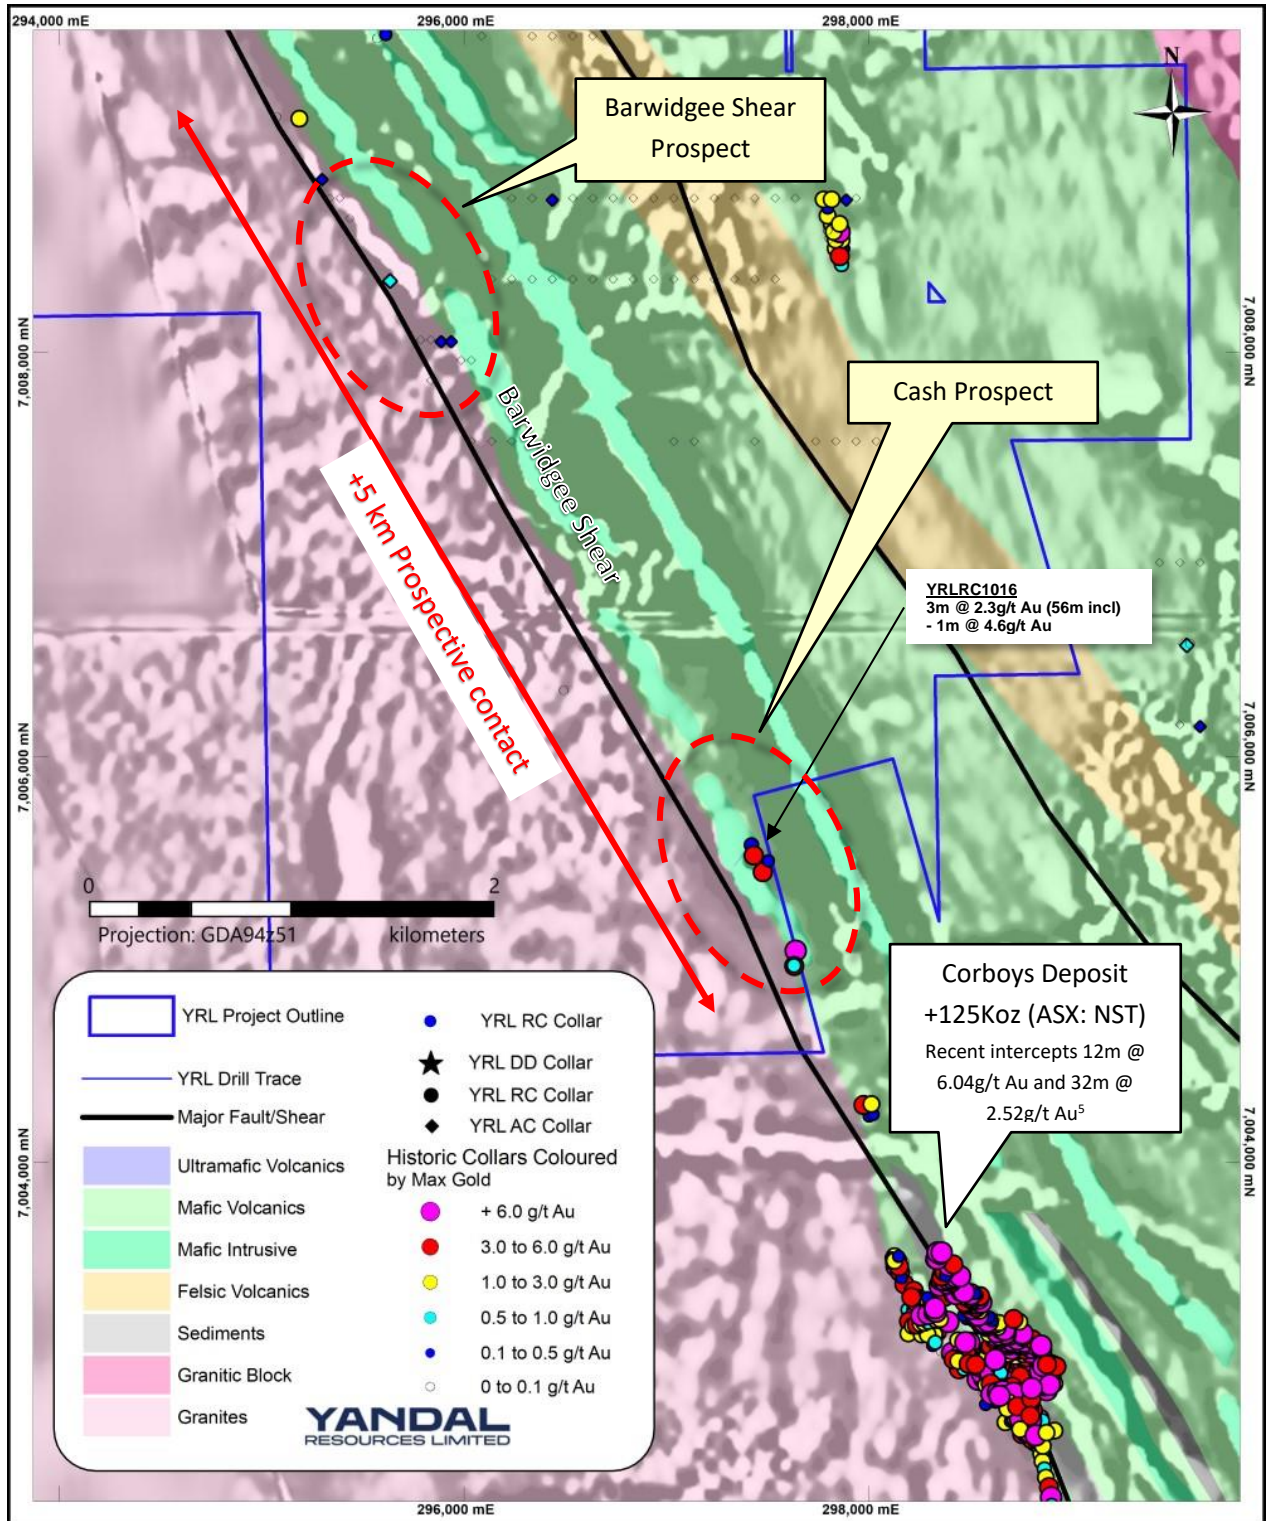 294,000 mE
296,000 mE
298,000 mE
N
Barwidgee Shear
Prospect
7,008,000 mN
7,008,000 mN
Cash Prospect
Barwidgee Shear
+5 km Prospective contact
YRLRC1016
3m @ 2.3g/t Au (56m incl)
- 1m @ 4.6g/t Au
7,006,000 mN
7,006,000 mN
0
2
Projection: GDA94z51
kilometers
Corboys Deposit
+125Koz (ASX: NST)
Recent intercepts 12m @
6.04g/t Au and 32m @
2.52g/t Au5
YRL Project Outline
YRL Drill Trace
Major Fault/Shear
Ultramafic Volcanics
Mafic Volcanics
Mafic Intrusive
Felsic Volcanics
Sediments
Granitic Block
Granites
YRL RC Collar
YRL DD Collar
YRL RC Collar
YRL AC Collar
Historic Collars Coloured
by Max Gold
+ 6.0 g/t Au
3.0 to 6.0 g/t Au
1.0 to 3.0 g/t Au
0.5 to 1.0 g/t Au
0.1 to 0.5 g/t Au
0 to 0.1 g/t Au
YANDAL
RESOURCES LIMITED
7,004,000 mN
7,004,000 mN
296,000 mE
298,000 mE